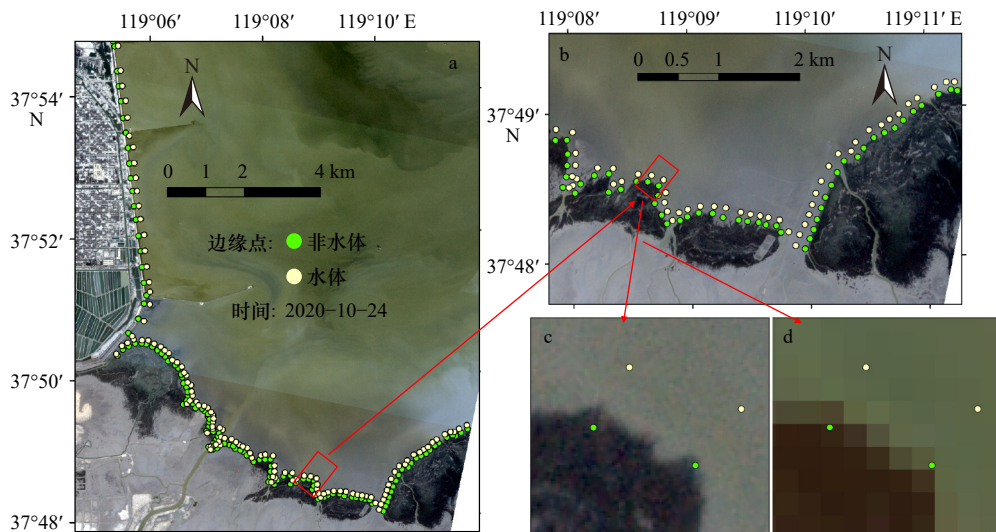 119°06′ 119°08′ 119°10′ E
a
N
37°54′
N
0 1 2 4 km
37°52′
边缘点: 非水体
水体
时间: 2020-10-24
37°50′
37°48′
119°08′ 119°09′ 119°10′ 119°11′ E
b
0 0.5 1 2 km
N
37°49′
N
37°48′
c
d